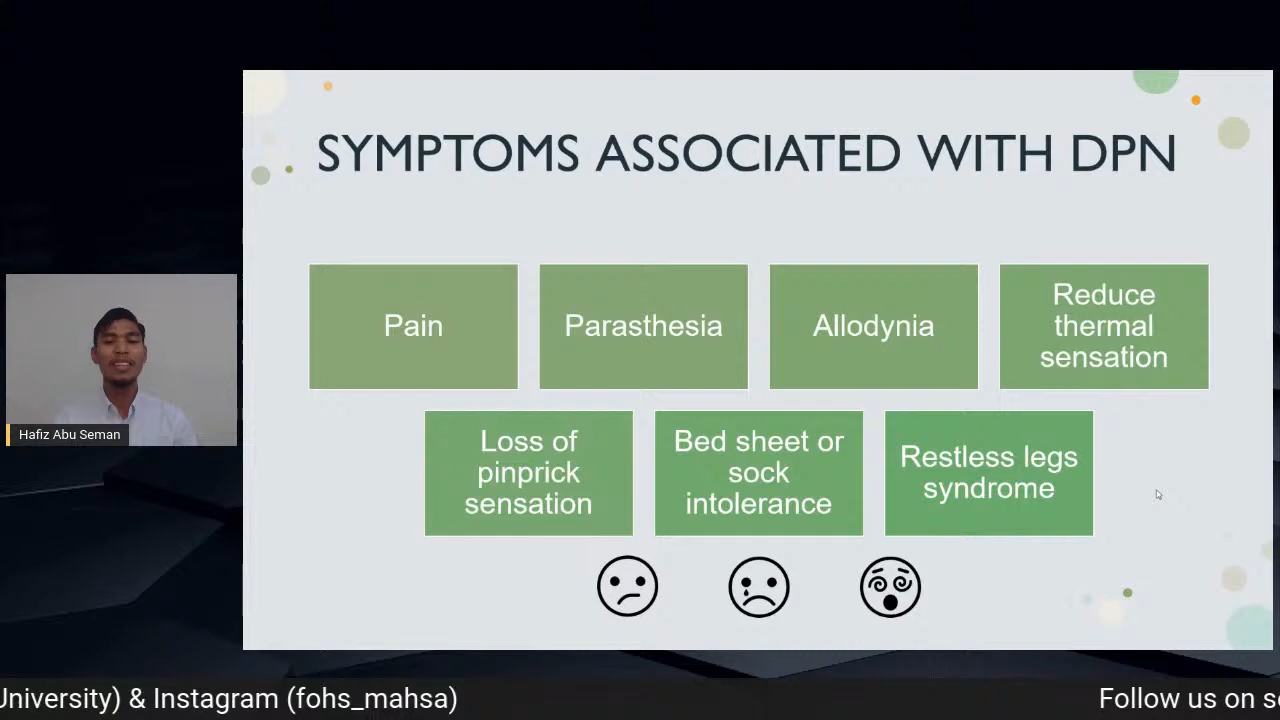 SYMPTOMS ASSOCIATED WITH DPN
Pain
Parasthesia
Allodynia
Reduce
thermal
sensation
Loss of
pinprick
sensation
Bed sheet or
sock
intolerance
Restless legs
syndrome
Hafiz Abu Seman
University) & Instagram (fohs_mahsa)
Follow us on